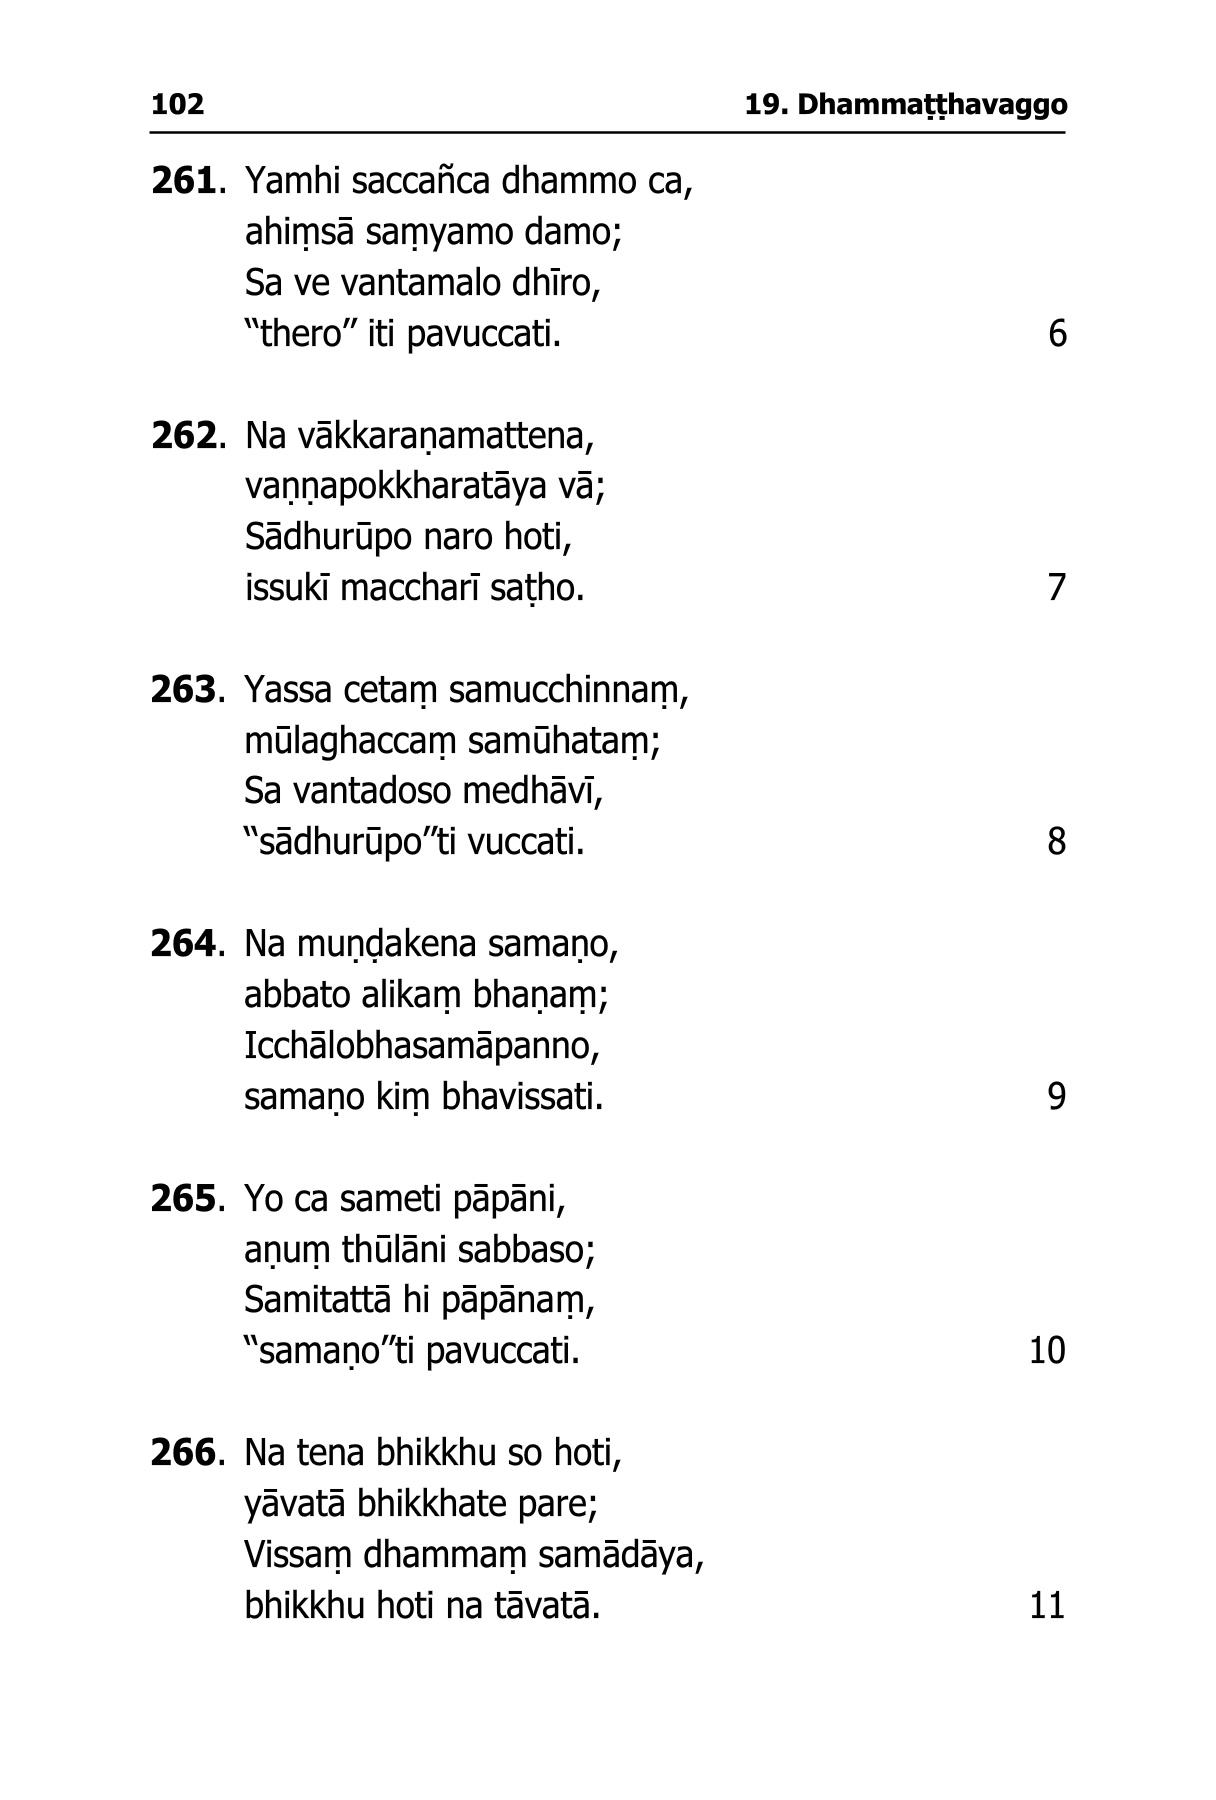 102 19. Dhammaṭṭhavaggo
261. Yamhi saccañca dhammo ca,
ahiṃsā saṃyamo damo;
Sa ve vantamalo dhīro,
“thero” iti pavuccati. 6
262. Na vākkaraṇamattena,
vaṇṇapokkharatāya vā;
Sādhurūpo naro hoti,
issukī maccharī saṭho. 7
263. Yassa cetaṃ samucchinnaṃ,
mūlaghaccaṃ samūhataṃ;
Sa vantadoso medhāvī,
“sādhurūpo”ti vuccati. 8
264. Na muṇḍakena samaṇo,
abbato alikaṃ bhaṇaṃ;
Icchālobhasamāpanno,
samaṇo kiṃ bhavissati. 9
265. Yo ca sameti pāpāni,
aṇuṃ thūlāni sabbaso;
Samitattā hi pāpānaṃ,
“samaṇo”ti pavuccati. 10
266. Na tena bhikkhu so hoti,
yāvatā bhikkhate pare;
Vissaṃ dhammaṃ samādāya,
bhikkhu hoti na tāvatā. 11